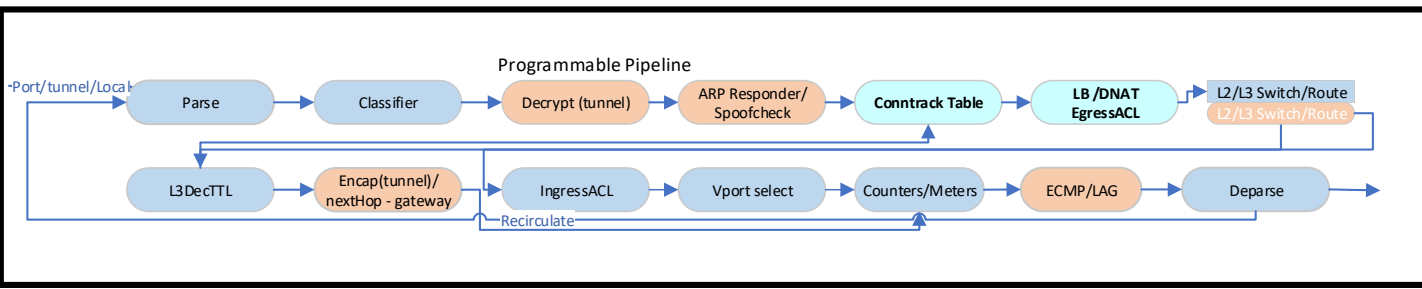 Programmable Pipeline
-Port/tunnel/Local-
Parse
Classifier
Decrypt (tunnel)
ARP Responder/
Spoofcheck
Conntrack Table
LB /DNAT
EgressACL
L2/L3 Switch/Route
L2/L3 Switch/Route
L3DecTTL
Encap(tunnel)/
nextHop - gateway
IngressACL
Vport select
Counters/Meters
ECMP/LAG
Deparse
Recirculate